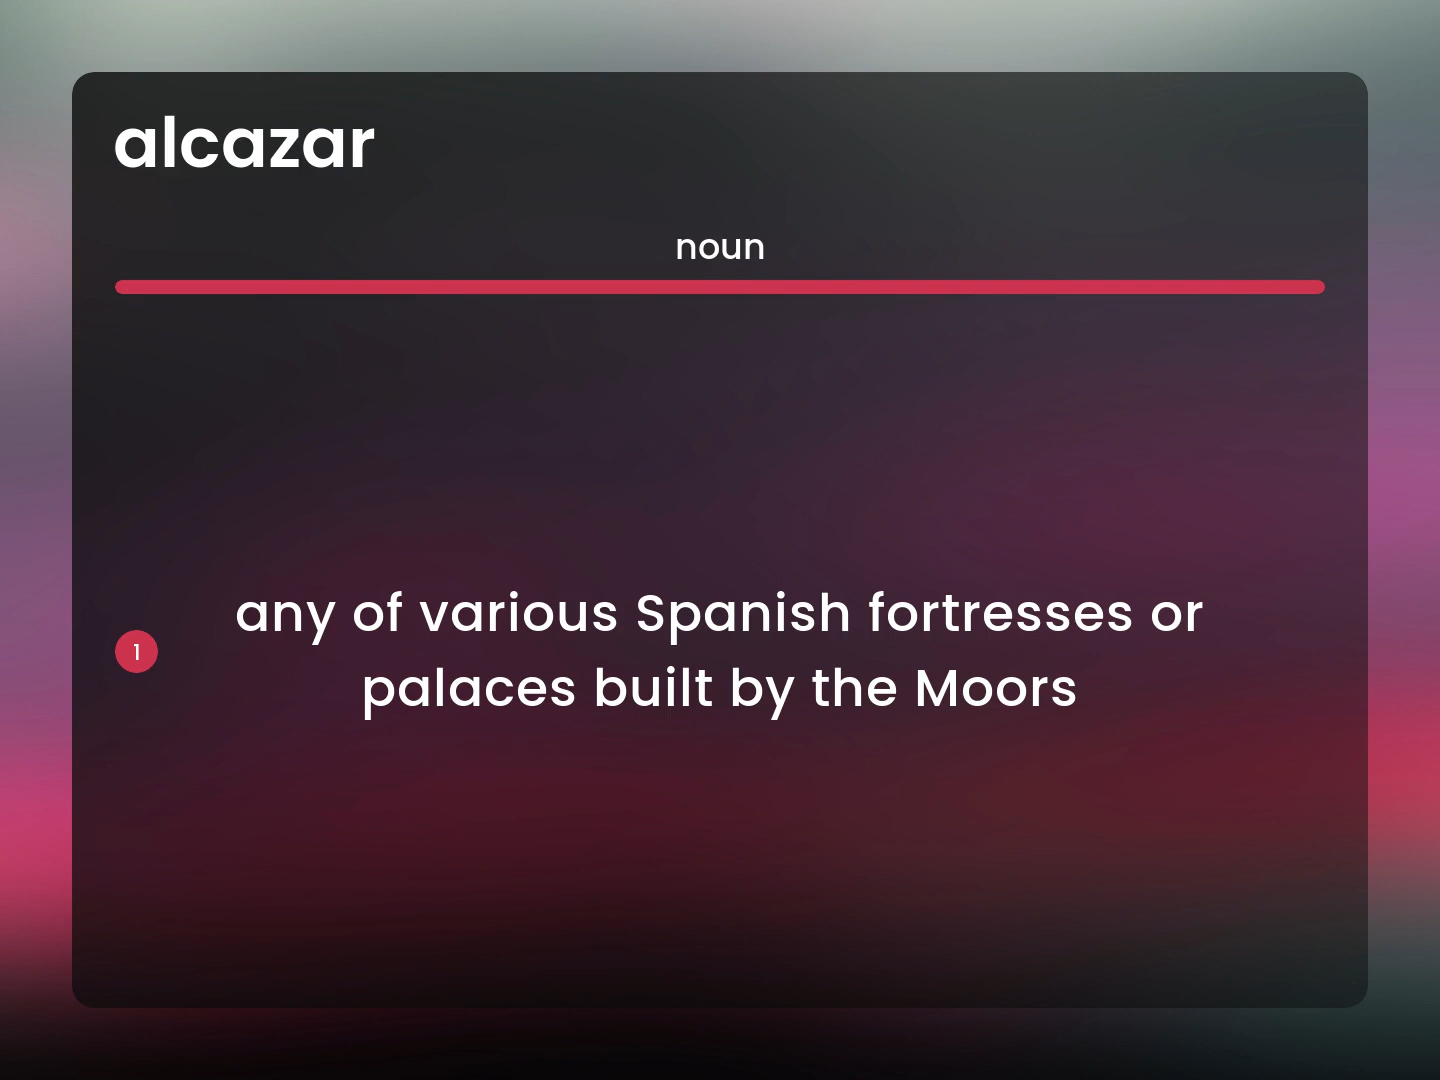 alcazar
noun
1
any of various Spanish fortresses or
palaces built by the Moors